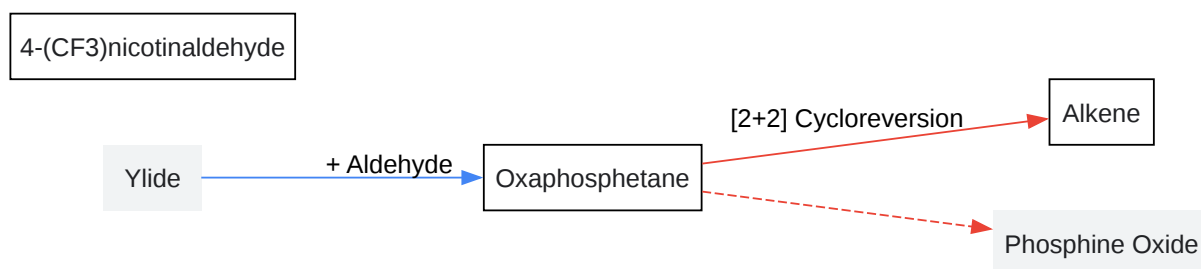 4-(CF3)nicotinaldehyde
[2+2] Cycloreversion
Alkene
+ Aldehyde
Ylide
Oxaphosphetane
Phosphine Oxide